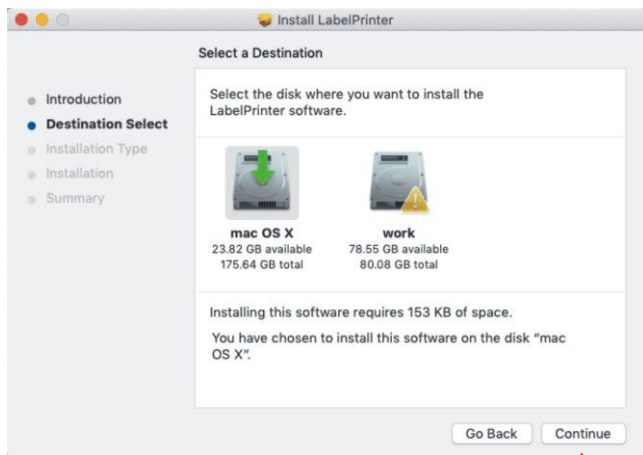 Install LabelPrinter
Select a Destination
Introduction
Destination Select
Installation Type
Installation
Summary
Select the disk where you want to install the
LabelPrinter software.
mac OS X
23.82 GB available
175.64 GB total
work
78.55 GB available
80.08 GB total
Installing this software requires 153 KB of space.
You have chosen to install this software on the disk “mac
OS X”.
Go Back
Continue